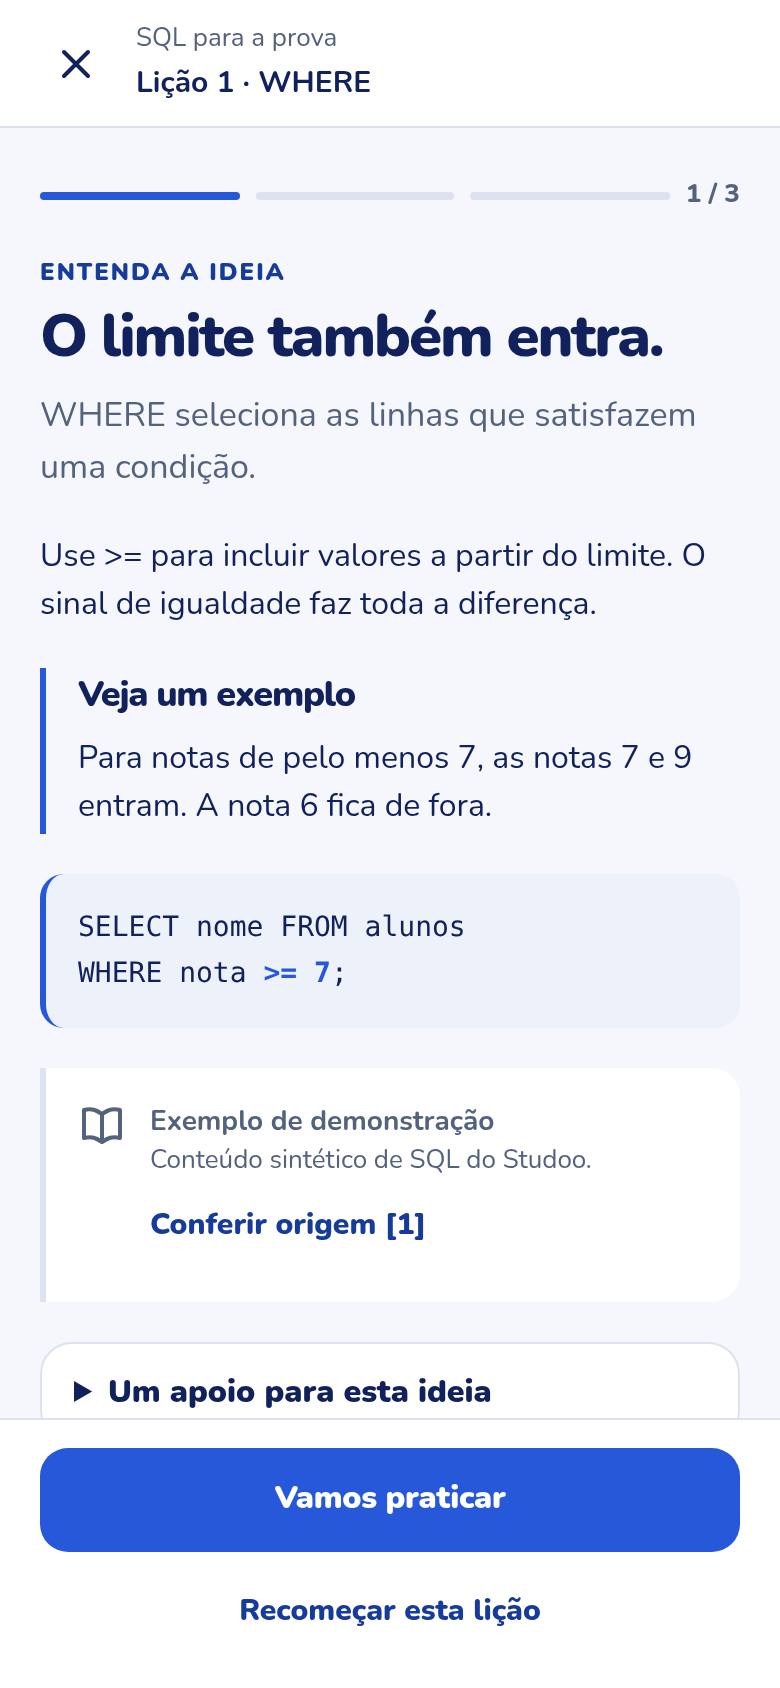 SQL para a prova
Lição 1 · WHERE
1 / 3
ENTENDA A IDEIA
O limite também entra.
WHERE seleciona as linhas que satisfazem
uma condição.
Use >= para incluir valores a partir do limite. O
sinal de igualdade faz toda a diferença.
Veja um exemplo
Para notas de pelo menos 7, as notas 7 e 9
entram. A nota 6 fica de fora.
SELECT nome FROM alunos
WHERE nota >= 7;
Exemplo de demonstração
Conteúdo sintético de SQL do Studoo.
Conferir origem [1]
Um apoio para esta ideia
Vamos praticar
Recomeçar esta lição